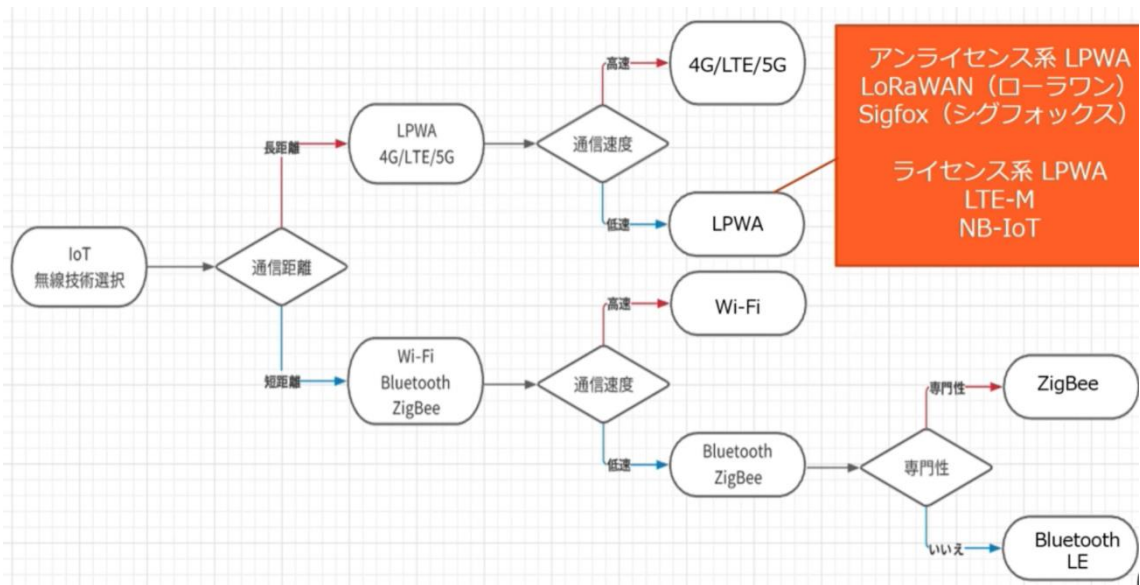 IoT
無線技術選択
通信距離
長距離
LPWA
4G/LTE/5G
通信速度
高速
4G/LTE/5G
低速
LPWA
アンライセンス系 LPWA
LoRaWAN（ローラワン）
Sigfox（シグフォックス）
ライセンス系 LPWA
LTE-M
NB-IoT
短距離
Wi-Fi
Bluetooth
ZigBee
通信速度
高速
Wi-Fi
低速
Bluetooth
ZigBee
専門性
専門性
ZigBee
いいえ
Bluetooth
LE